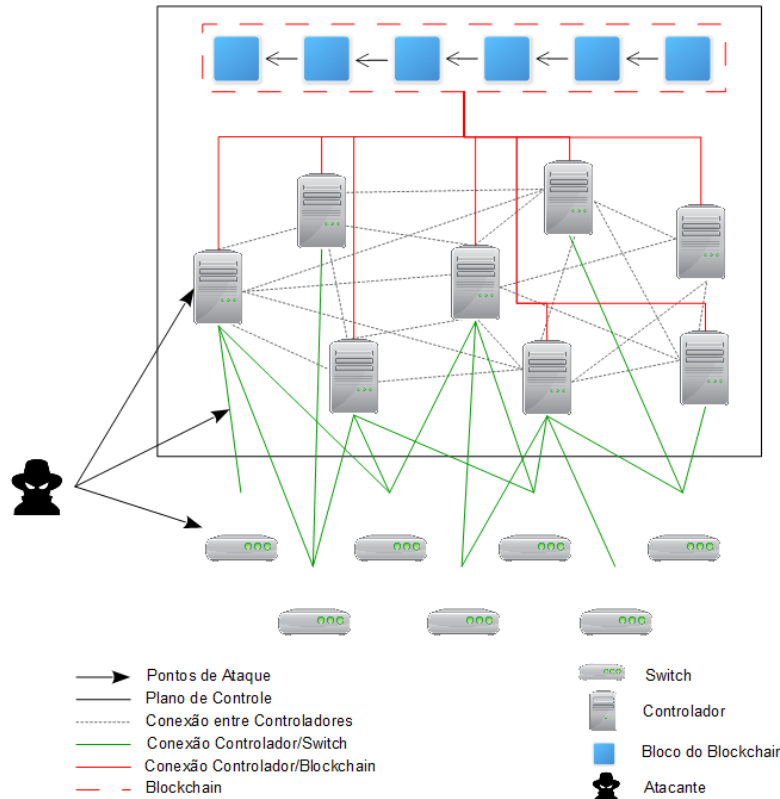 Pontos de Ataque
Plano de Controle
Conexão entre Controladores
Conexão Controlador/Switch
Conexão Controlador/Blockchain
Blockchain
Switch
Controlador
Bloco do Blockchain
Atacante